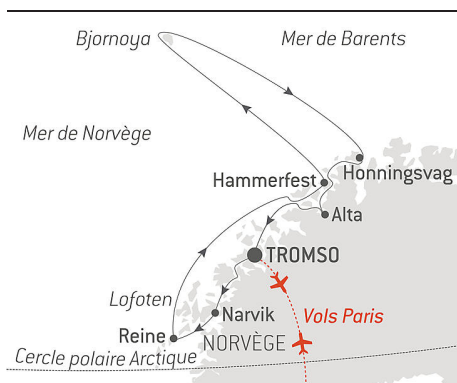 Bjornoya
Mer de Barents
Mer de Norvège
Honningsvag
Hammerfest
Alta
TROMSO
Lofoten
Narvik
Vols Paris
Reine
NORVÈGE
Cercle polaire Arctique